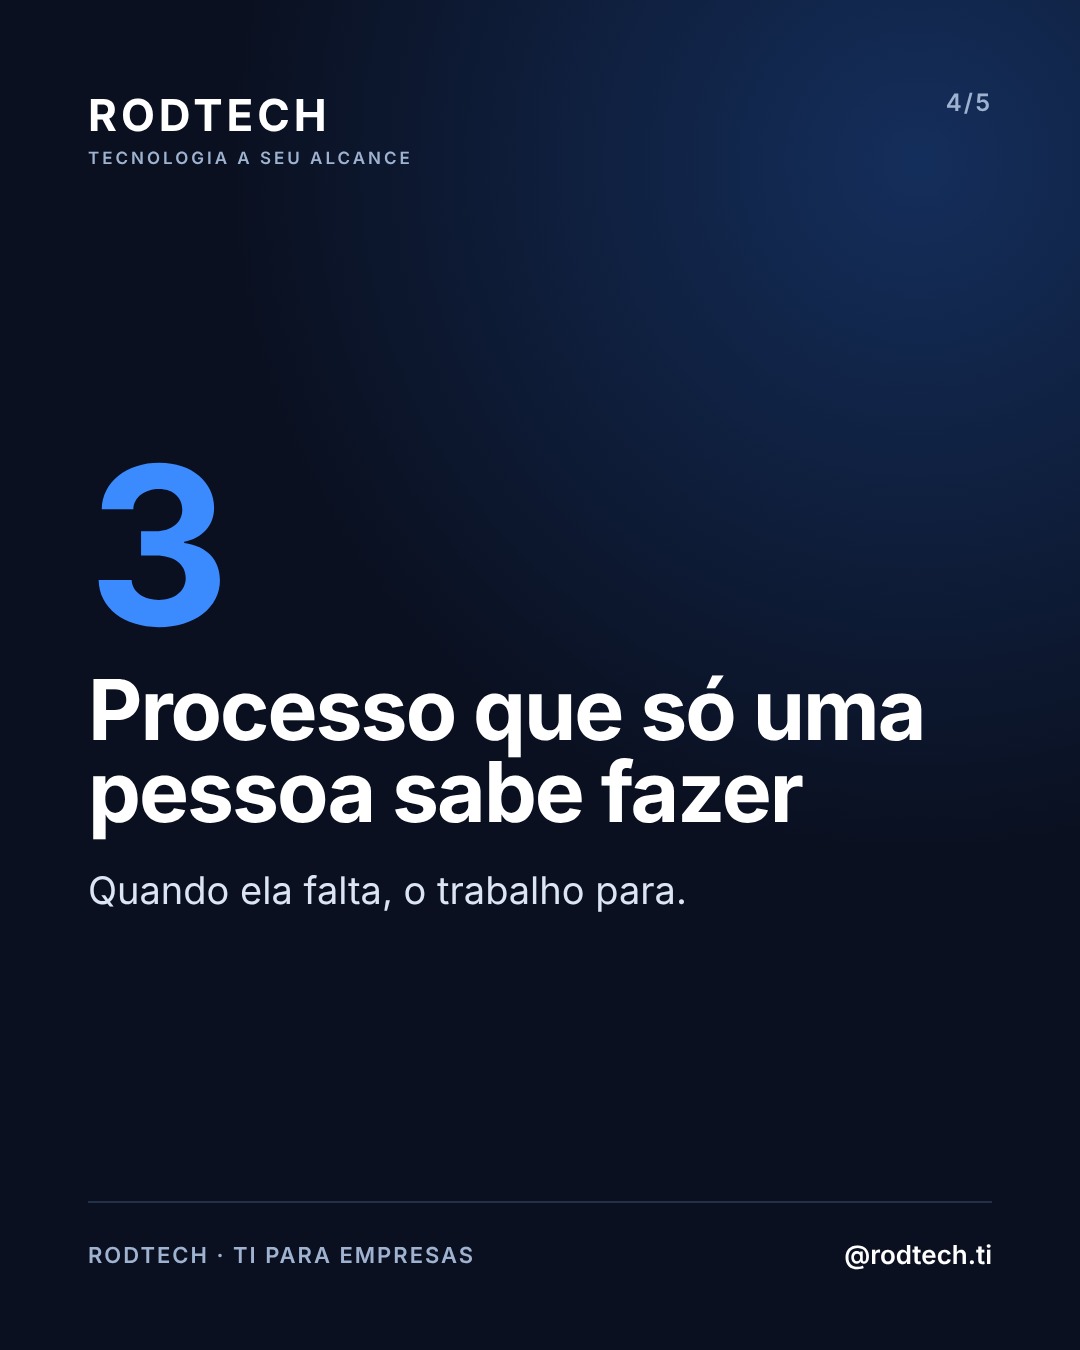 RODTECH
TECNOLOGIA A SEU ALCANCE
4/5
3
Processo que só uma
pessoa sabe fazer
Quando ela falta, o trabalho para.
RODTECH · TI PARA EMPRESAS
@rodtech.ti